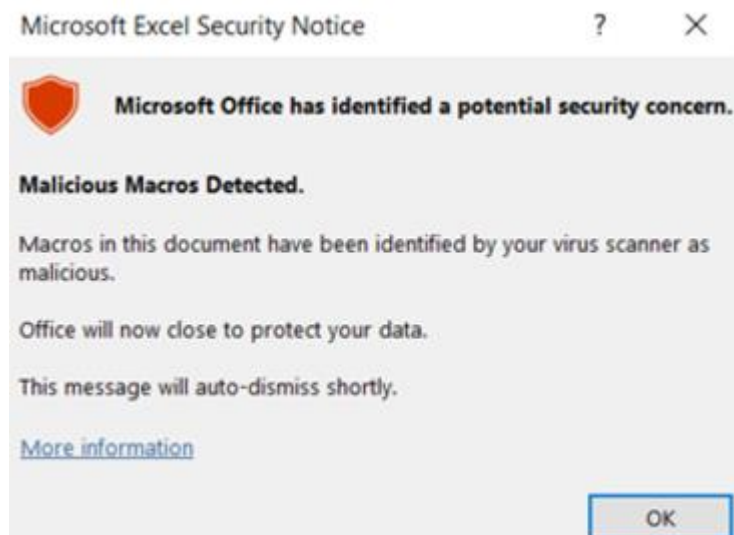 Microsoft Excel Security Notice ? ×
Microsoft Office has identified a potential security concern.
Malicious Macros Detected.
Macros in this document have been identified by your virus scanner as
malicious.
Office will now close to protect your data.
This message will auto-dismiss shortly.
More information
OK